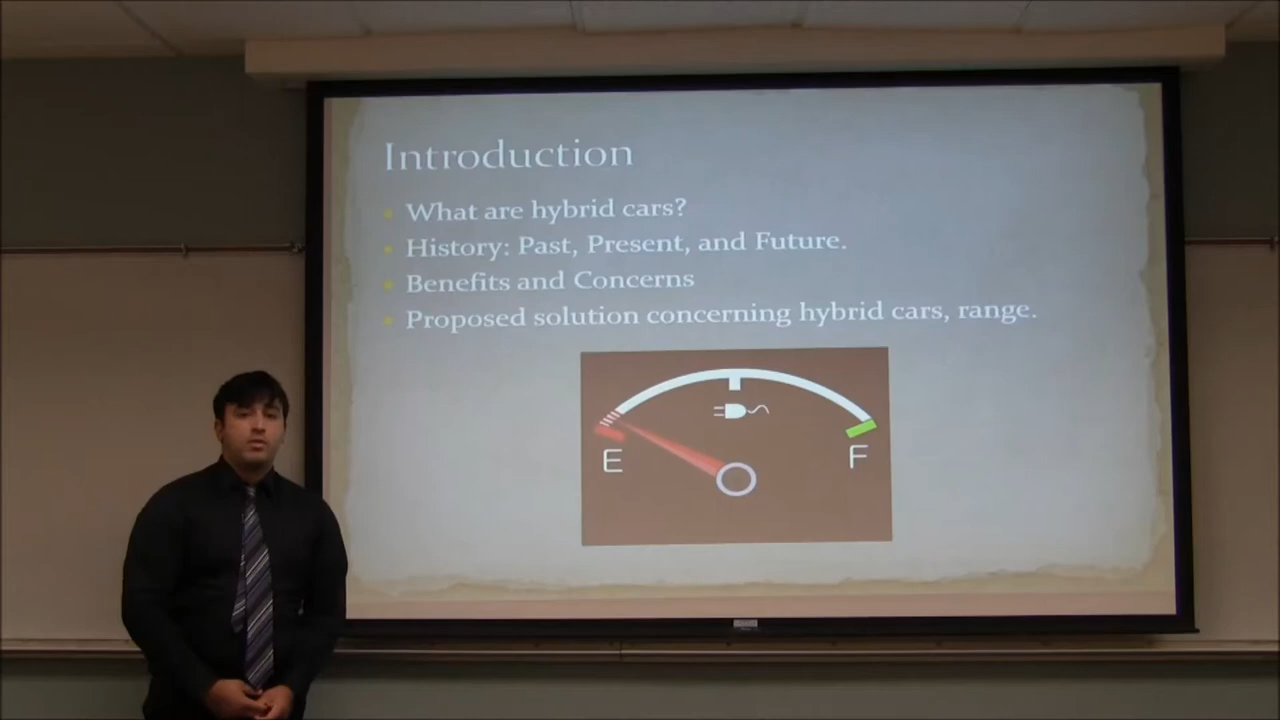 Introduction
What are hybrid cars?
History: Past, Present, and Future.
Benefits and Concerns
Proposed solution concerning hybrid cars, range.
E
F